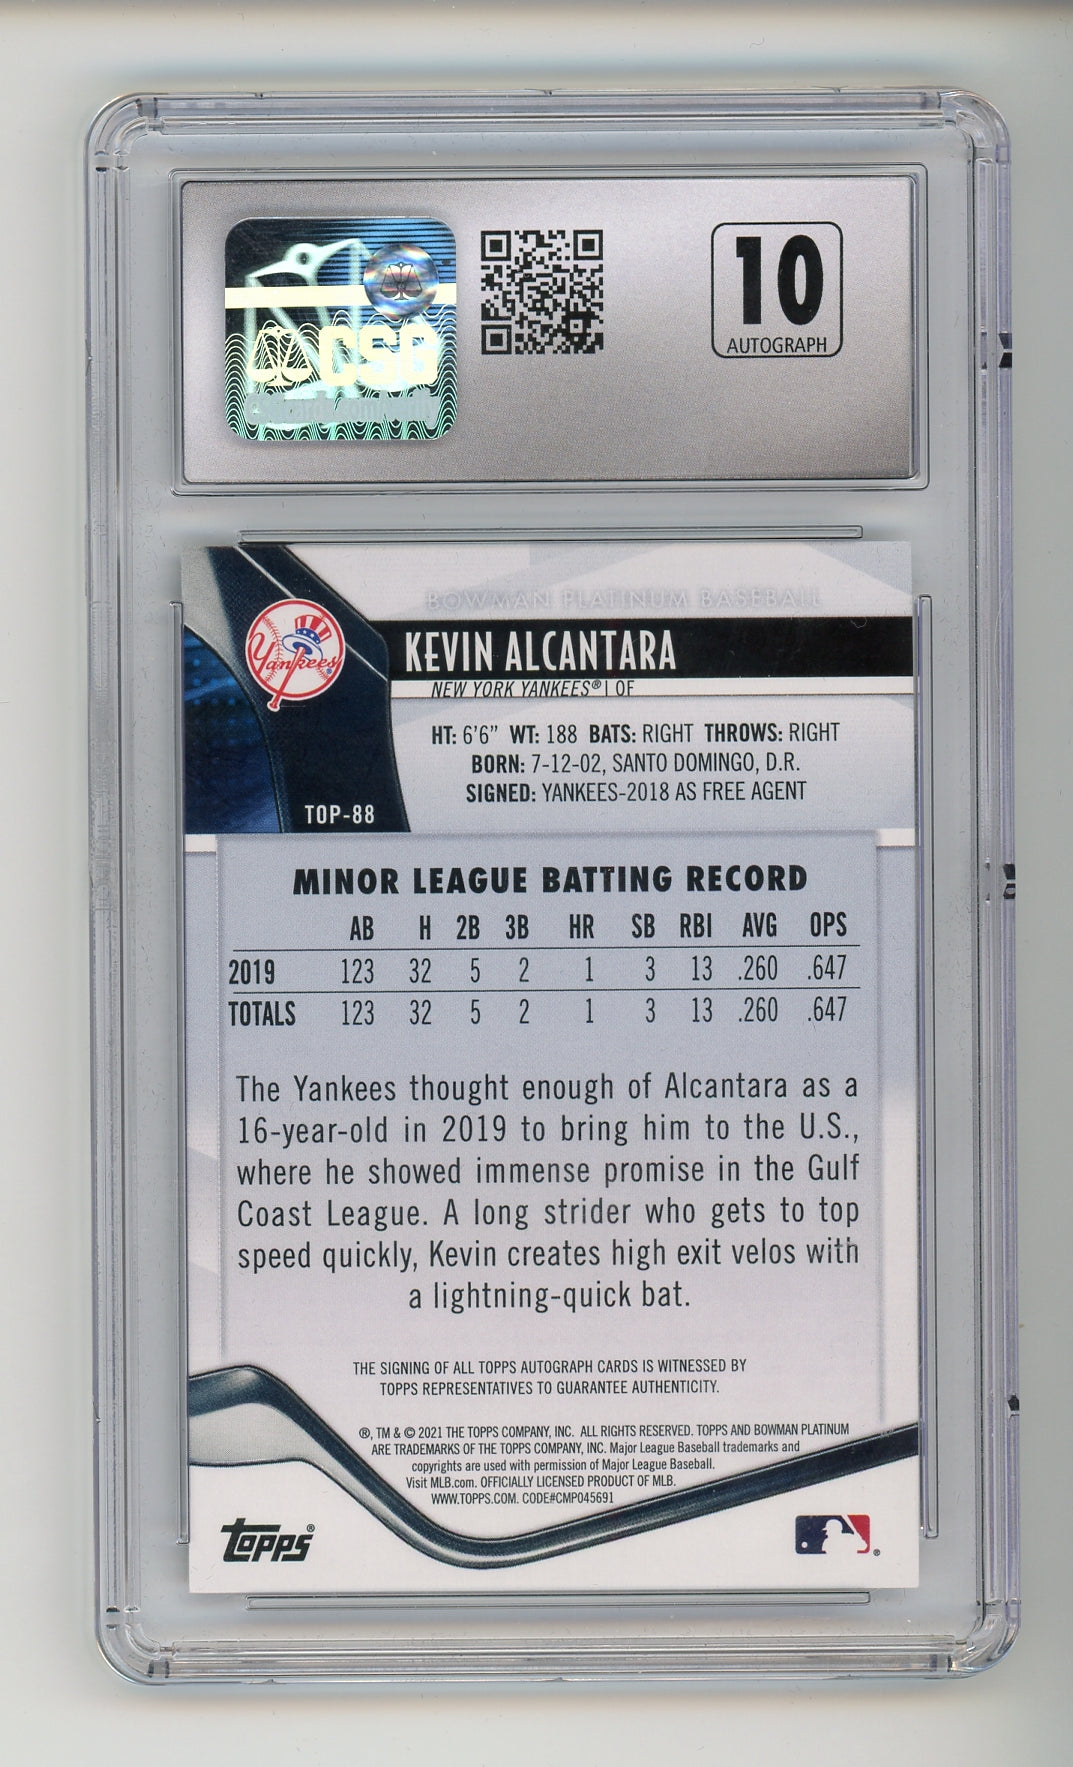 CSG
10
AUTOGRAPH
BOWMAN PLATINUM BASEBALL
Yankees
KEVIN ALCANTARA
NEW YORK YANKEES® | OF
HT: 6'6" WT: 188 BATS: RIGHT THROWS: RIGHT
BORN: 7-12-02, SANTO DOMINGO, D.R.
SIGNED: YANKEES-2018 AS FREE AGENT
TOP-88
MINOR LEAGUE BATTING RECORD
AB H 2B 3B HR SB RBI AVG OPS
2019 123 32 5 2 1 3 13 .260 .647
TOTALS 123 32 5 2 1 3 13 .260 .647
The Yankees thought enough of Alcantara as a
16-year-old in 2019 to bring him to the U.S.,
where he showed immense promise in the Gulf
Coast League. A long strider who gets to top
speed quickly, Kevin creates high exit velos with
a lightning-quick bat.
THE SIGNING OF ALL TOPPS AUTOGRAPH CARDS IS WITNESSED BY
TOPPS REPRESENTATIVES TO GUARANTEE AUTHENTICITY.
®, TM & © 2021 THE TOPPS COMPANY, INC. ALL RIGHTS RESERVED. TOPPS AND BOWMAN PLATINUM
ARE TRADEMARKS OF THE TOPPS COMPANY, INC. Major League Baseball trademarks and
copyrights are used with permission of Major League Baseball.
Visit MLB.com. OFFICIALLY LICENSED PRODUCT OF MLB.
WWW.TOPPS.COM. CODE#CMP045691
Topps®